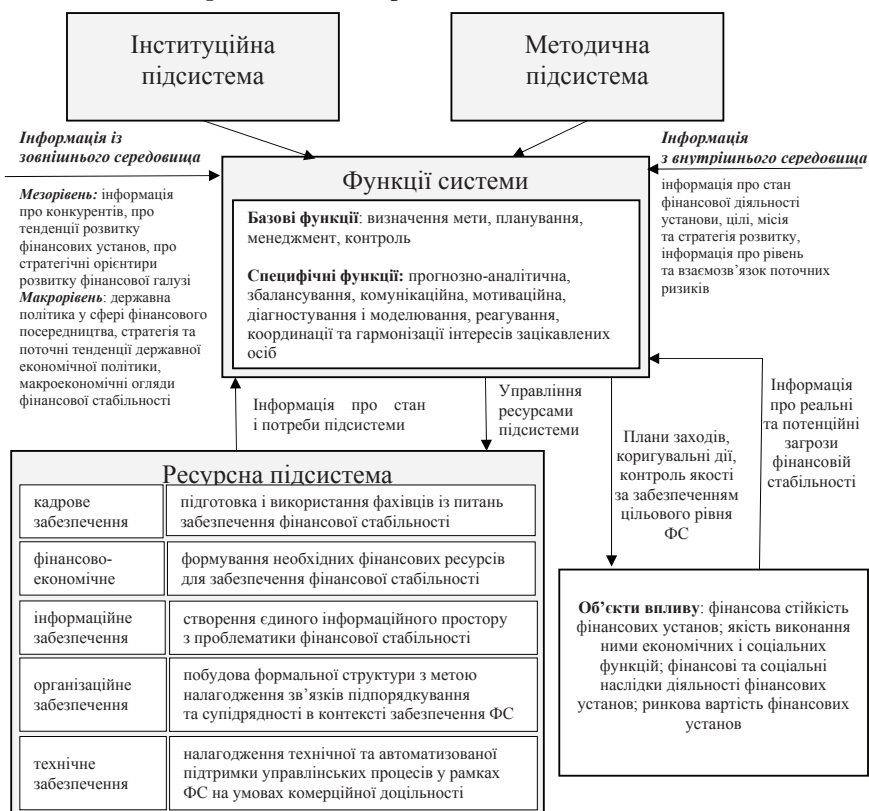 Інституційна
підсистема
Методична
підсистема
Інформація із
зовнішнього середовища
Інформація
з внутрішнього середовища
Мезорівень: інформація
про конкурентів, про
тенденції розвитку
фінансових установ, про
стратегічні орієнтири
розвитку фінансової галузі
Макрорівень: державна
політика у сфері фінансового
посередництва, стратегія та
поточні тенденції державної
економічної політики,
макроекономічні огляди
фінансової стабільності
Функції системи
Базові функції: визначення мети, планування,
менеджмент, контроль
Специфічні функції: прогнозно-аналітична,
збалансування, комунікаційна, мотиваційна,
діагностування і моделювання, реагування,
координації та гармонізації інтересів зацікавлених
осіб
інформація про стан
фінансової діяльності
установи, цілі, місія
та стратегія розвитку,
інформація про рівень
та взаємозв’язок поточних
ризиків
Інформація про стан
і потреби підсистеми
Управління
ресурсами
підсистеми
Плани заходів,
коригувальні дії,
контроль якості
за забезпеченням
цільового рівня
ФС
Інформація
про реальні
та потенційні
загрози
фінансовій
стабільності
Ресурсна підсистема
кадрове
забезпечення
підготовка і використання фахівців із питань
забезпечення фінансової стабільності
фінансово-
економічне
формування необхідних фінансових ресурсів
для забезпечення фінансової стабільності
інформаційне
забезпечення
створення єдиного інформаційного простору
з проблематики фінансової стабільності
організаційне
забезпечення
побудова формальної структури з метою
налагодження зв’язків підпорядкування
та супідрядності в контексті забезпечення ФС
технічне
забезпечення
налагодження технічної та автоматизованої
підтримки управлінських процесів у рамках
ФС на умовах комерційної доцільності
Об’єкти впливу: фінансова стійкість
фінансових установ; якість виконання
ними економічних і соціальних
функцій; фінансові та соціальні
наслідки діяльності фінансових
установ; ринкова вартість фінансових
установ